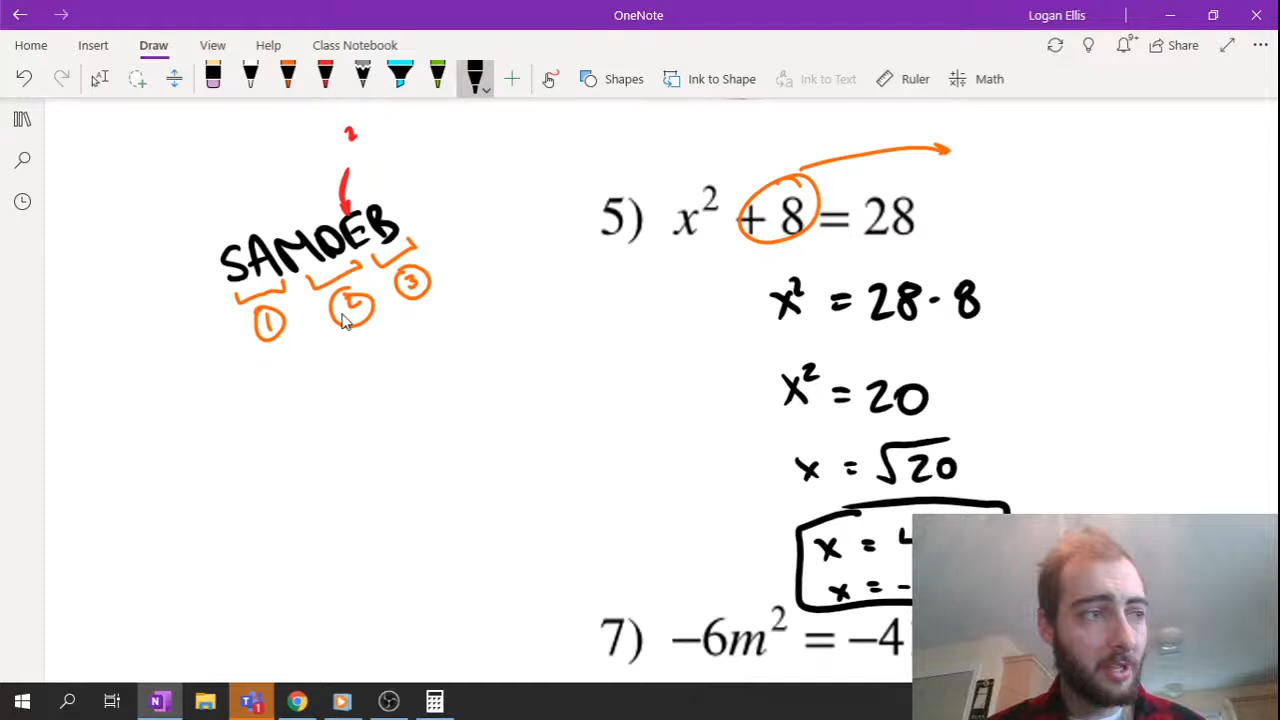 OneNote
Logan Ellis
Home Insert Draw View Help Class Notebook
Share
Shapes Ink to Shape Ink to Text Ruler Math
2
SAMDEB
1 2 3
5) x² + 8 = 28
x² = 28 - 8
x² = 20
x = √20
x = 4
x = -
7) −6m² = −4